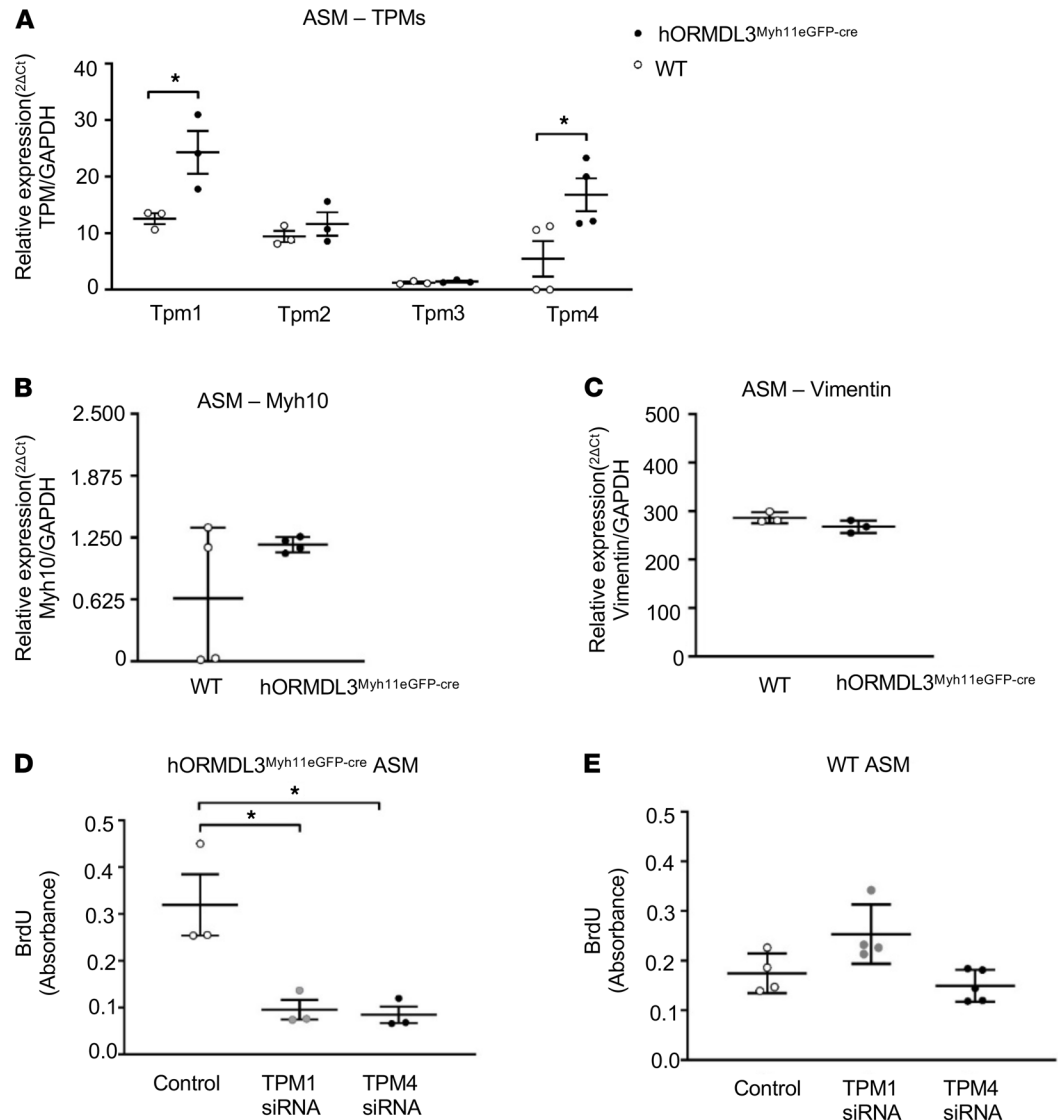 A
ASM – TPMs
hORMDL3Myh11eGFP-cre
WT
Relative expression(2ΔCt)
TPM/GAPDH
40
30
20
10
0
*
*
Tpm1 Tpm2 Tpm3 Tpm4
B
ASM – Myh10
Relative expression(2ΔCt)
Myh10/GAPDH
2.500
1.875
1.250
0.625
0
WT hORMDL3Myh11eGFP-cre
C
ASM – Vimentin
Relative expression(2ΔCt)
Vimentin/GAPDH
500
400
300
200
100
0
WT hORMDL3Myh11eGFP-cre
D
hORMDL3Myh11eGFP-cre ASM
*
*
BrdU
(Absorbance)
0.5
0.4
0.3
0.2
0.1
0.0
Control TPM1 TPM4
siRNA siRNA
E
WT ASM
BrdU
(Absorbance)
0.5
0.4
0.3
0.2
0.1
0.0
Control TPM1 TPM4
siRNA siRNA